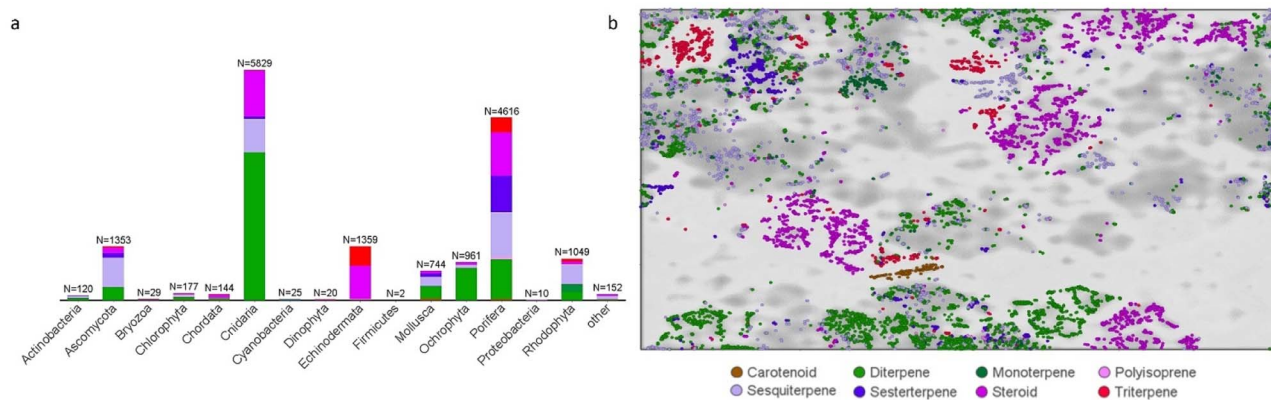 a
b
N=5829
N=4616
N=1353
N=1359
N=744
N=961
N=1049
N=120
N=29
N=177
N=144
N=25
N=20
N=2
N=10
N=152
Actinobacteria
Ascomycota
Bryozoa
Chlorophyta
Chordata
Cnidaria
Cyanobacteria
Dinophyta
Echinodermata
Firmicutes
Mollusca
Ochrophyta
Porifera
Proteobacteria
Rhodophyta
other
Carotenoid
Diterpene
Monoterpene
Polyisoprene
Sesquiterpene
Sesterterpene
Steroid
Triterpene